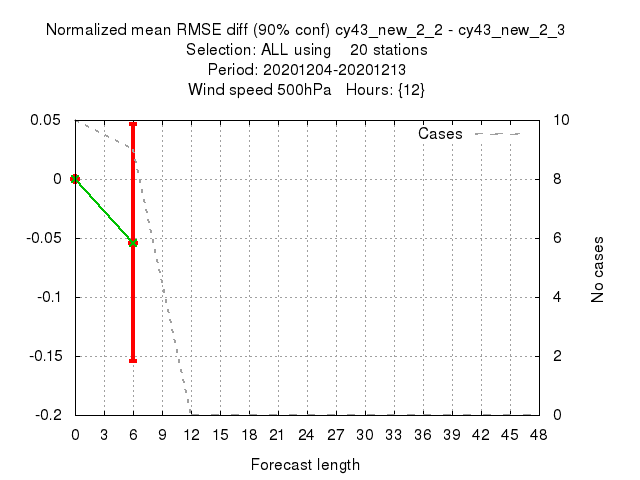 Normalized mean RMSE diff (90% conf) cy43_new_2_2 - cy43_new_2_3
Selection: ALL using    20 stations
Period: 20201204-20201213
Wind speed 500hPa   Hours: {12}
Cases
0.05
0
-0.05
-0.1
-0.15
-0.2
10
8
6
4
2
0
No cases
0 3 6 9 12 15 18 21 24 27 30 33 36 39 42 45 48
Forecast length